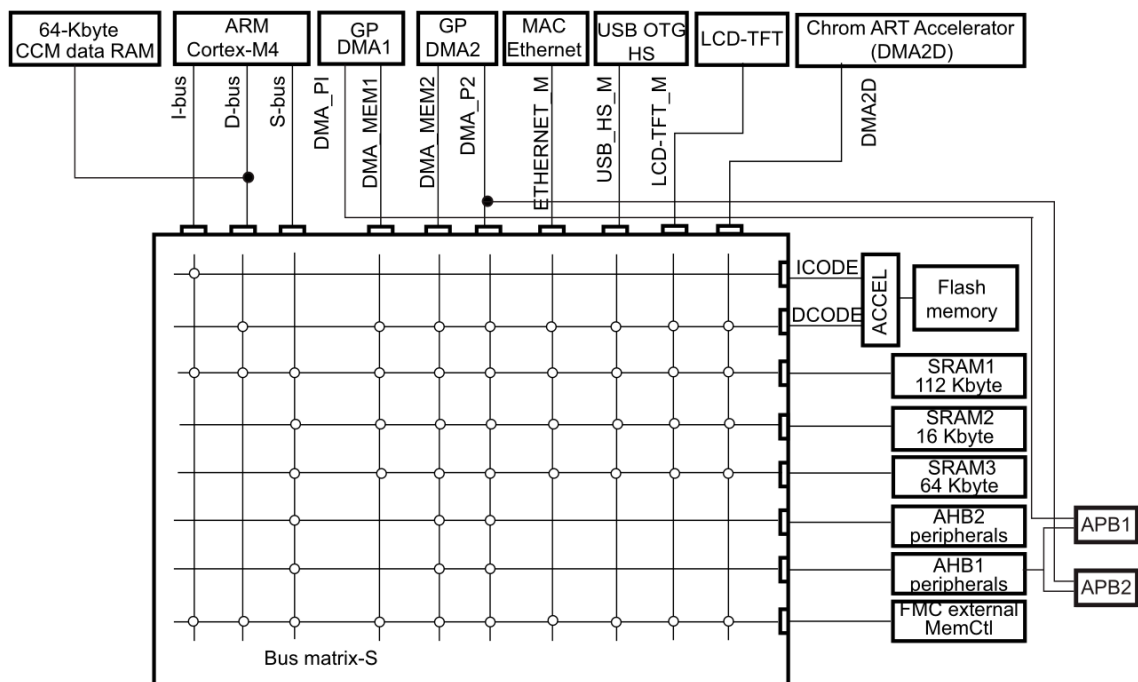 64-Kbyte
CCM data RAM
ARM
Cortex-M4
GP
DMA1
GP
DMA2
MAC
Ethernet
USB OTG
HS
LCD-TFT
Chrom ART Accelerator
(DMA2D)
I-bus
D-bus
S-bus
DMA_PI
DMA_MEM1
DMA_MEM2
DMA_P2
ETHERNET_M
USB_HS_M
LCD-TFT_M
DMA2D
ICODE
DCODE
ACCEL
Flash
memory
SRAM1
112 Kbyte
SRAM2
16 Kbyte
SRAM3
64 Kbyte
AHB2
peripherals
AHB1
peripherals
FMC external
MemCtl
APB1
APB2
Bus matrix-S